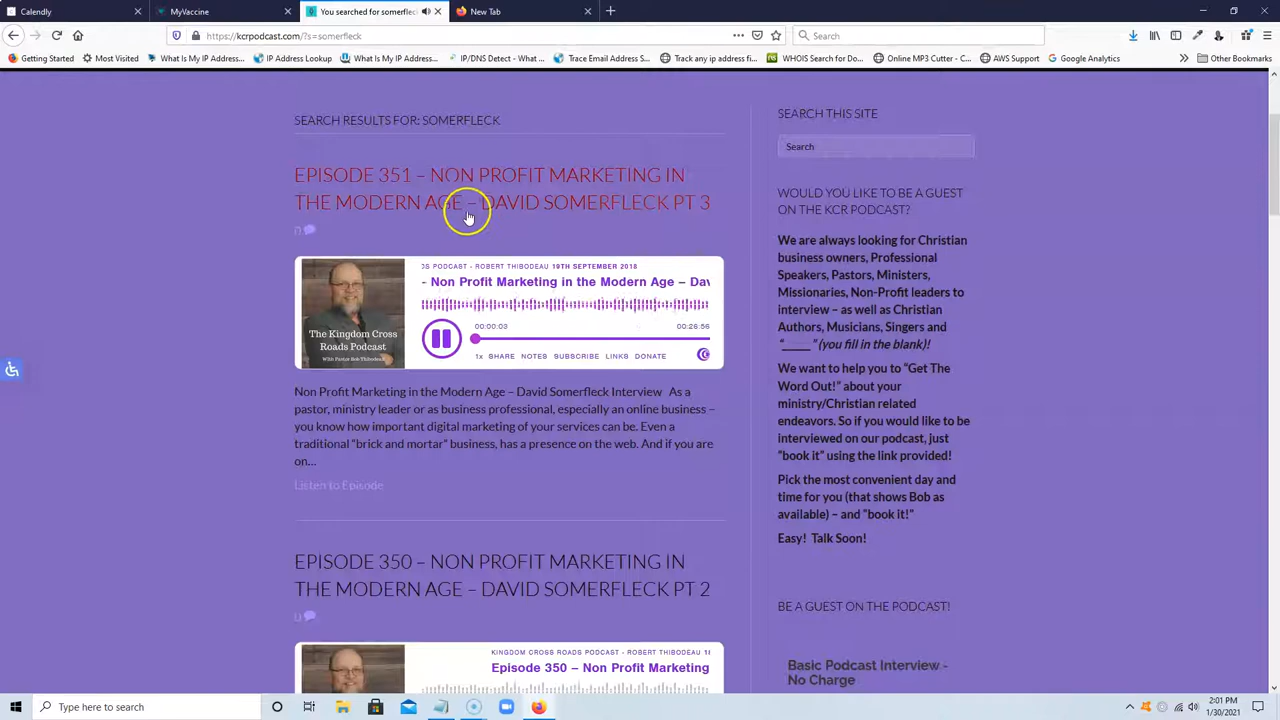 Calendly
MyVaccine
You searched for somerfleck
New Tab
https://kcrpodcast.com/?s=somerfleck
Search
Getting Started
Most Visited
What Is My IP Address...
IP Address Lookup
What Is My IP Address...
IP/DNS Detect - What ...
Trace Email Address S...
Track any ip address fi...
WHOIS Search for Do...
Online MP3 Cutter - C...
AWS Support
Google Analytics
Other Bookmarks
SEARCH RESULTS FOR: SOMERFLECK
EPISODE 351 – NON PROFIT MARKETING IN
THE MODERN AGE – DAVID SOMERFLECK PT 3
0
The Kingdom Cross
Roads Podcast
With Pastor Bob Thibodeau
OS PODCAST - ROBERT THIBODEAU 19TH SEPTEMBER 2018
- Non Profit Marketing in the Modern Age – Dav
00:00:03
00:26:56
1x SHARE NOTES SUBSCRIBE LINKS DONATE
Non Profit Marketing in the Modern Age – David Somerfleck Interview As a
pastor, ministry leader or as business professional, especially an online business –
you know how important digital marketing of your services can be. Even a
traditional “brick and mortar” business, has a presence on the web. And if you are
on...
Listen to Episode
EPISODE 350 – NON PROFIT MARKETING IN
THE MODERN AGE – DAVID SOMERFLECK PT 2
0
KINGDOM CROSS ROADS PODCAST - ROBERT THIBODEAU 18
Episode 350 – Non Profit Marketing
SEARCH THIS SITE
Search
WOULD YOU LIKE TO BE A GUEST
ON THE KCR PODCAST?
We are always looking for Christian
business owners, Professional
Speakers, Pastors, Ministers,
Missionaries, Non-Profit leaders to
interview – as well as Christian
Authors, Musicians, Singers and
“_____” (you fill in the blank)!
We want to help you to “Get The
Word Out!” about your
ministry/Christian related
endeavors. So if you would like to be
interviewed on our podcast, just
“book it” using the link provided!
Pick the most convenient day and
time for you (that shows Bob as
available) – and “book it!”
Easy! Talk Soon!
BE A GUEST ON THE PODCAST!
Basic Podcast Interview -
No Charge
Type here to search
2:01 PM
1/30/2021